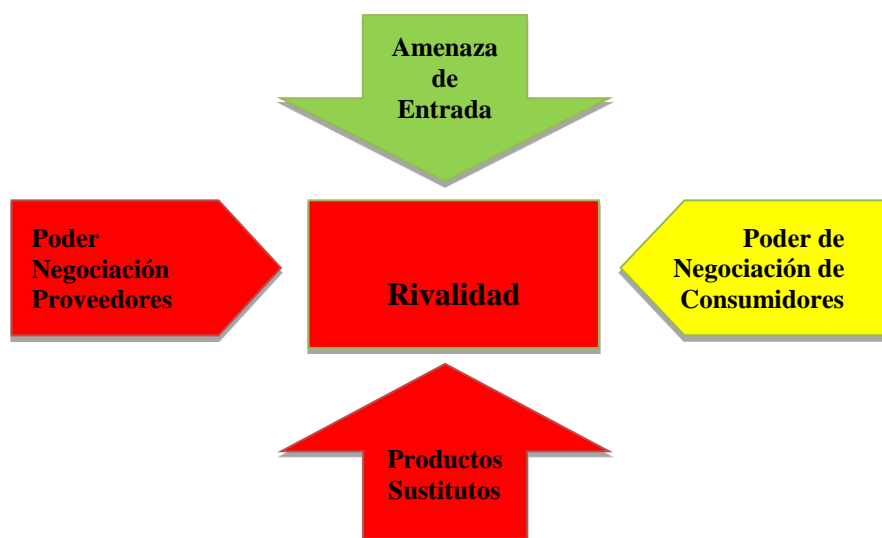 Amenaza
de
Entrada
Poder
Negociación
Proveedores
Rivalidad
Poder de
Negociación de
Consumidores
Productos
Sustitutos